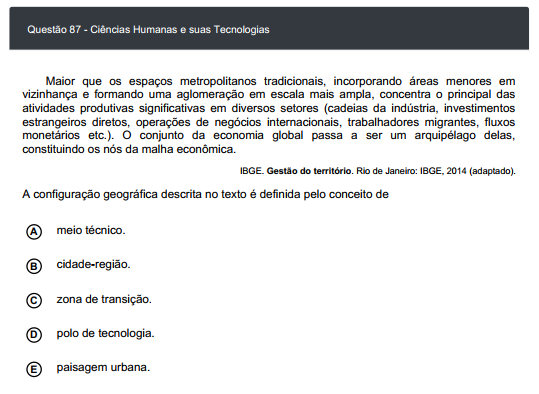 Questão 87 - Ciências Humanas e suas Tecnologias
Maior que os espaços metropolitanos tradicionais, incorporando áreas menores em
vizinhança e formando uma aglomeração em escala mais ampla, concentra o principal das
atividades produtivas significativas em diversos setores (cadeias da indústria, investimentos
estrangeiros diretos, operações de negócios internacionais, trabalhadores migrantes, fluxos
monetários etc.). O conjunto da economia global passa a ser um arquipélago delas,
constituindo os nós da malha econômica.
IBGE. Gestão do território. Rio de Janeiro: IBGE, 2014 (adaptado).
A configuração geográfica descrita no texto é definida pelo conceito de
A meio técnico.
B cidade-região.
C zona de transição.
D polo de tecnologia.
E paisagem urbana.